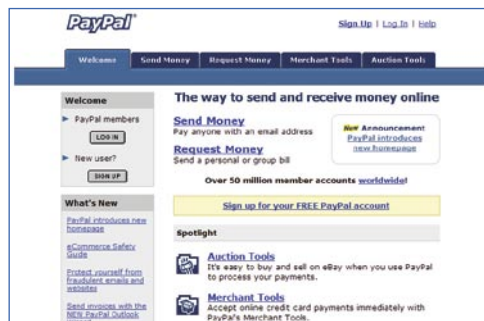 PayPal
Sign Up | Log In | Help
Welcome Send Money Request Money Merchant Tools Auction Tools
Welcome
PayPal members
LOG IN
New user?
SIGN UP
What's New
PayPal introduces new
homepage
eCommerce Safety
Guide
Protect yourself from
fraudulent emails and
websites
Send invoices with the
NEW PayPal Outlook
The way to send and receive money online
Send Money
Pay anyone with an email address
Request Money
Send a personal or group bill
New Announcement
PayPal introduces
new homepage
Over 50 million member accounts worldwide!
Sign up for your FREE PayPal account
Spotlight
Auction Tools
It's easy to buy and sell on eBay when you use PayPal
to process your payments.
Merchant Tools
Accept online credit card payments immediately with
PayPal's Merchant Tools.